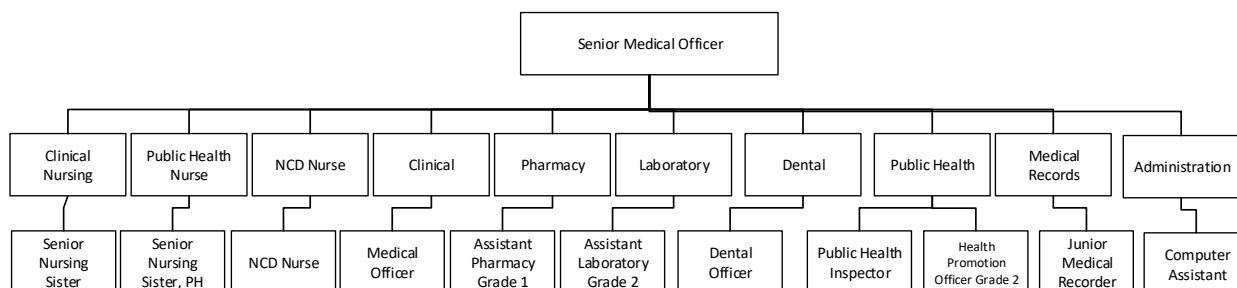 Senior Medical Officer
Clinical
Nursing
Public Health
Nurse
NCD Nurse
Clinical
Pharmacy
Laboratory
Dental
Public Health
Medical
Records
Administration
Senior
Nursing
Sister
Senior
Nursing
Sister, PH
NCD Nurse
Medical
Officer
Assistant
Pharmacy
Grade 1
Assistant
Laboratory
Grade 2
Dental
Officer
Public Health
Inspector
Health
Promotion
Officer Grade 2
Junior
Medical
Recorder
Computer
Assistant